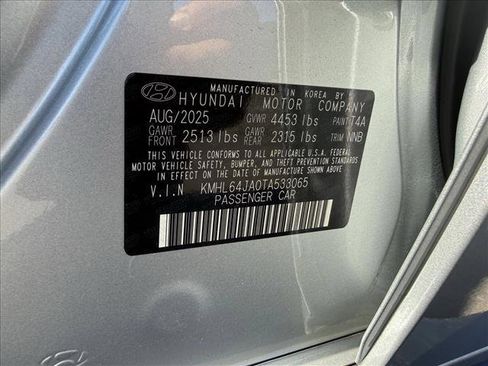 MANUFACTURED IN KOREA BY
HYUNDAI MOTOR COMPANY
AUG/2025 GVWR 4453 lbs PAINT T4A
GAWR FRONT 2513 lbs GAWR REAR 2315 lbs TRIM NNB
THIS VEHICLE CONFORMS TO ALL APPLICABLE U.S.A. FEDERAL
MOTOR VEHICLE SAFETY, BUMPER, AND THEFT PREVENTION STANDARDS
IN EFFECT ON THE DATE OF MANUFACTURE SHOWN ABOVE.
V.I.N KMHL64JA0TA533065
PASSENGER CAR